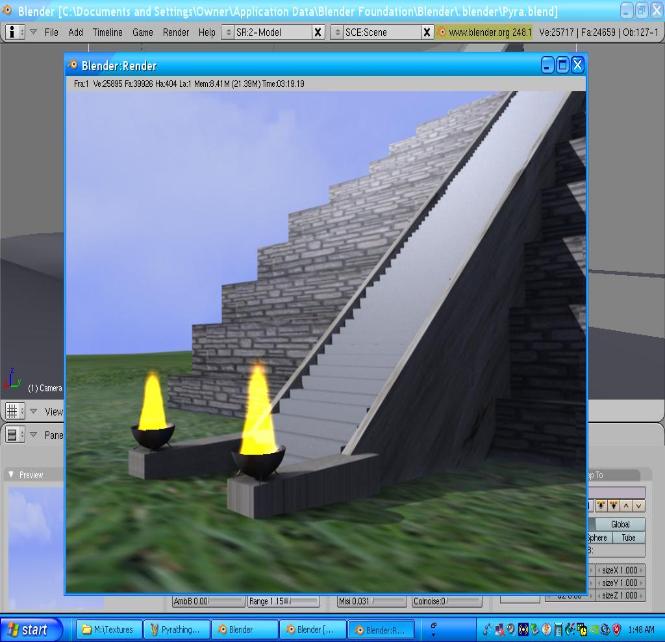 Blender [C:\Documents and Settings\Owner\Application Data\Blender Foundation\Blender\.blender\Pyra.blend]
File Add Timeline Game Render Help SR:2-Model X SCE:Scene X www.blender.org 248.1 Ve:25717 | Fa:24659 | Ob:127-1
Blender:Render
Fra:1 Ve:25695 Fa:39926 Ha:404 La:1 Mem:8.41M (21.39M) Time:03:19.19
(1) Camera
View
Pane
Preview
ap To
Global
Sphere Tube
B:
sizeX 1.000
sizeY 1.000
sizeZ 1.000
AmbB 0.00 Range 1.15 Misi 0.031 Colnoise:0
start M:\Textures Pyrathing... Blender Blender [... Blender:R... 1:48 AM